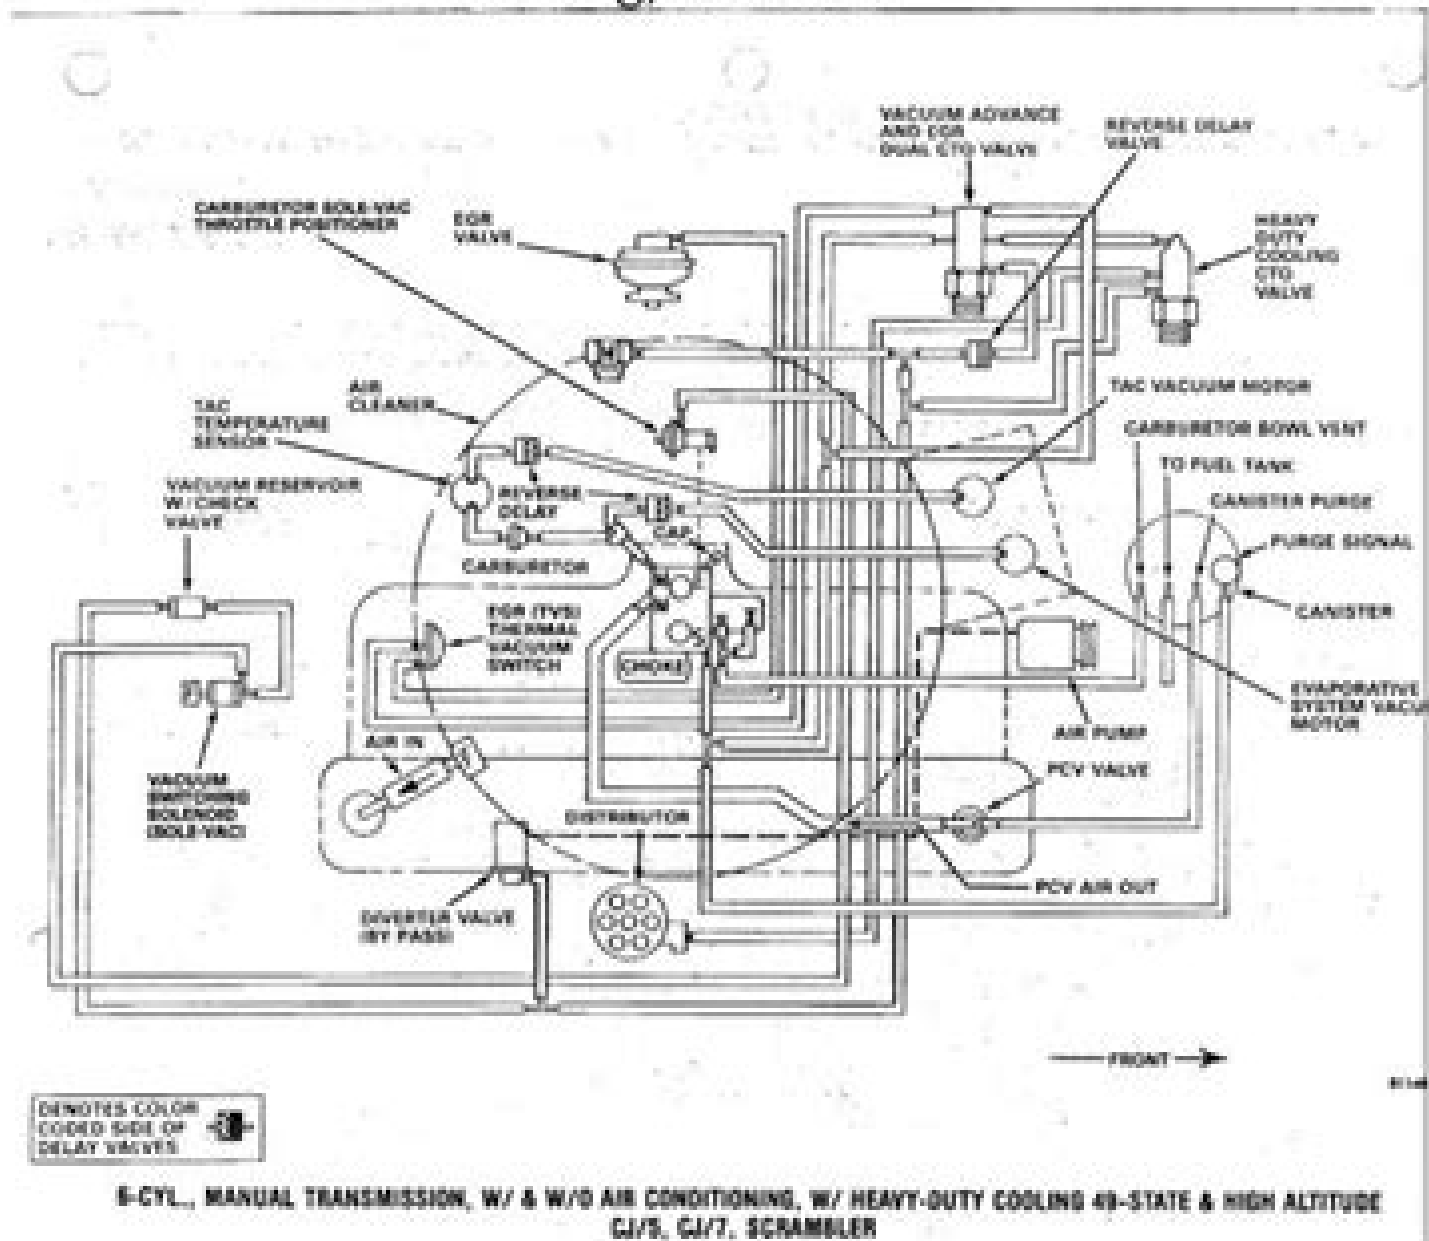 VACUUM ADVANCE
AND EGR
DUAL CTO VALVE
REVERSE DELAY
VALVE
CARBURETOR SOLE-VAC
THROTTLE POSITIONER
EGR
VALVE
HEAVY
DUTY
COOLING
CTO
VALVE
AIR
CLEANER
TAC
TEMPERATURE
SENSOR
TAC VACUUM MOTOR
CARBURETOR BOWL VENT
TO FUEL TANK
CANISTER PURGE
PURGE SIGNAL
CANISTER
VACUUM RESERVOIR
W/CHECK
VALVE
REVERSE
DELAY
CAP
CARBURETOR
EGR (TVS)
THERMAL
VACUUM
SWITCH
CHOKE
EVAPORATIVE
SYSTEM VACU
MOTOR
AIR PUMP
AIR IN
PCV VALVE
VACUUM
SWITCHING
SOLENOID
(SOLE-VAC)
DISTRIBUTOR
PCV AIR OUT
DIVERTER VALVE
(BY PASS)
FRONT
DENOTES COLOR
CODED SIDE OF
DELAY VALVES
6-CYL., MANUAL TRANSMISSION, W/ & W/O AIR CONDITIONING, W/ HEAVY-DUTY COOLING 49-STATE & HIGH ALTITUDE
CJ/5, CJ/7, SCRAMBLER